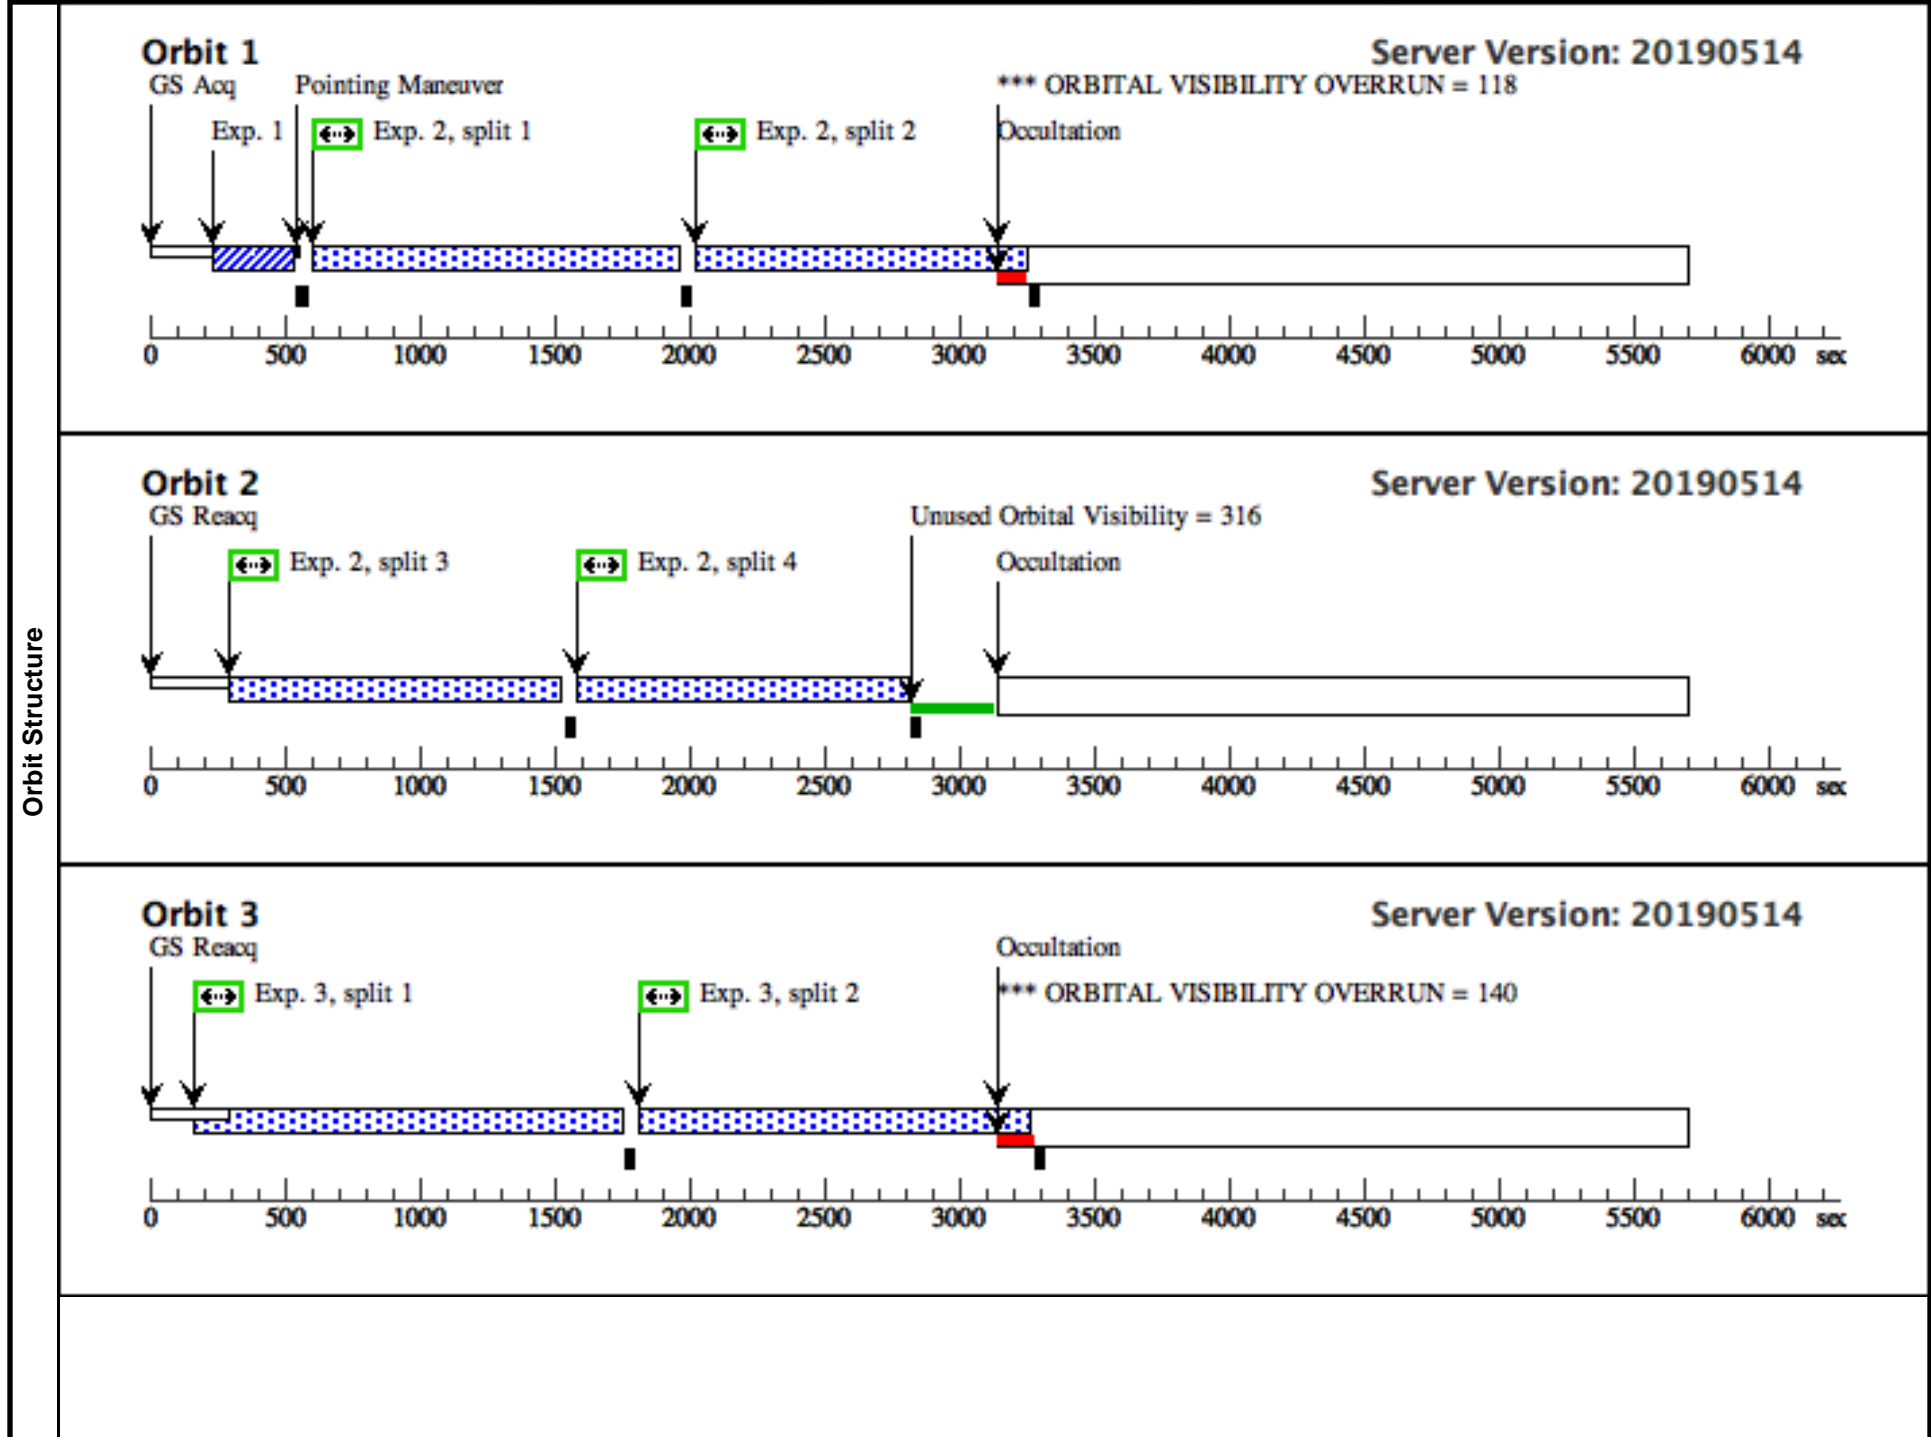 Orbit Structure
Orbit 1
Server Version: 20190514
GS Acq
Pointing Maneuver
*** ORBITAL VISIBILITY OVERRUN = 118
Exp. 1
Exp. 2, split 1
Exp. 2, split 2
Occultation
0 500 1000 1500 2000 2500 3000 3500 4000 4500 5000 5500 6000 sec
Orbit 2
Server Version: 20190514
GS Reacq
Unused Orbital Visibility = 316
Exp. 2, split 3
Exp. 2, split 4
Occultation
0 500 1000 1500 2000 2500 3000 3500 4000 4500 5000 5500 6000 sec
Orbit 3
Server Version: 20190514
GS Reacq
Occultation
Exp. 3, split 1
Exp. 3, split 2
*** ORBITAL VISIBILITY OVERRUN = 140
0 500 1000 1500 2000 2500 3000 3500 4000 4500 5000 5500 6000 sec